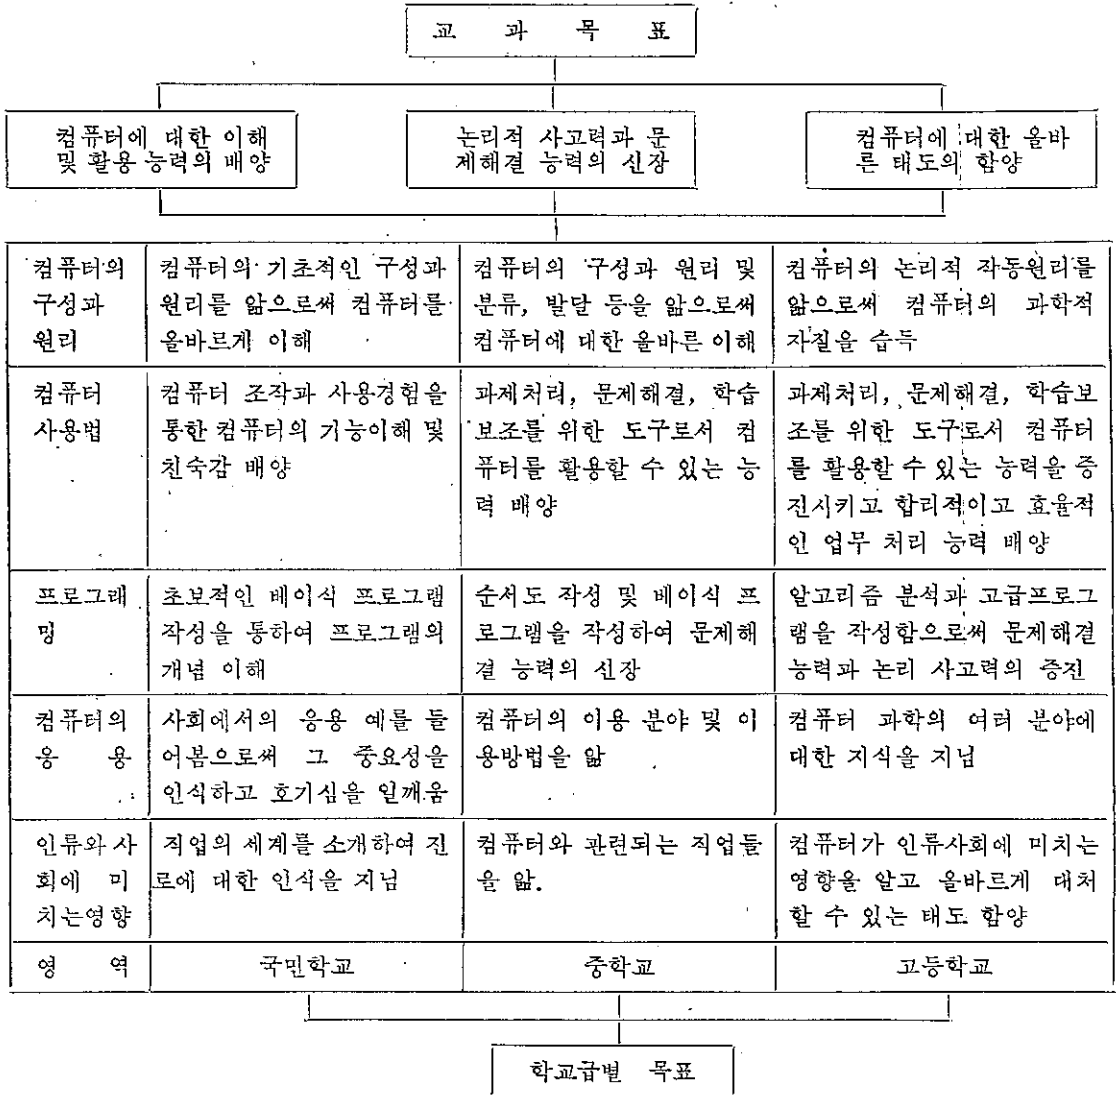 교 과 목 표
컴퓨터에 대한 이해
및 활용 능력의 배양
논리적 사고력과 문
제해결 능력의 신장
컴퓨터에 대한 올바
른 태도의 함양
컴퓨터의
구성과
원리
컴퓨터의 기초적인 구성과
원리를 앎으로써 컴퓨터를
올바르게 이해
컴퓨터의 구성과 원리 및
분류, 발달 등을 앎으로써
컴퓨터에 대한 올바른 이해
컴퓨터의 논리적 작동원리를
앎으로써 컴퓨터의 과학적
자질을 습득
컴퓨터
사용법
컴퓨터 조작과 사용경험을
통한 컴퓨터의 기능이해 및
친숙감 배양
과제처리, 문제해결, 학습
보조를 위한 도구로서 컴
퓨터를 활용할 수 있는 능
력 배양
과제처리, 문제해결, 학습보
조를 위한 도구로서 컴퓨터
를 활용할 수 있는 능력을 증
진시키고 합리적이고 효율적
인 업무 처리 능력 배양
프로그래
밍
초보적인 베이식 프로그램
작성을 통하여 프로그램의
개념 이해
순서도 작성 및 베이식 프
로그램을 작성하여 문제해
결 능력의 신장
알고리즘 분석과 고급프로그
램을 작성함으로써 문제해결
능력과 논리 사고력의 증진
컴퓨터의
응 용
사회에서의 응용 예를 들
어봄으로써 그 중요성을
인식하고 호기심을 일깨움
컴퓨터의 이용 분야 및 이
용방법을 앎
컴퓨터 과학의 여러 분야에
대한 지식을 지님
인류와 사
회에 미
치는영향
직업의 세계를 소개하여 진
로에 대한 인식을 지님
컴퓨터와 관련되는 직업들
을 앎.
컴퓨터가 인류사회에 미치는
영향을 알고 올바르게 대처
할 수 있는 태도 함양
영 역
국민학교
중학교
고등학교
학교급별 목표